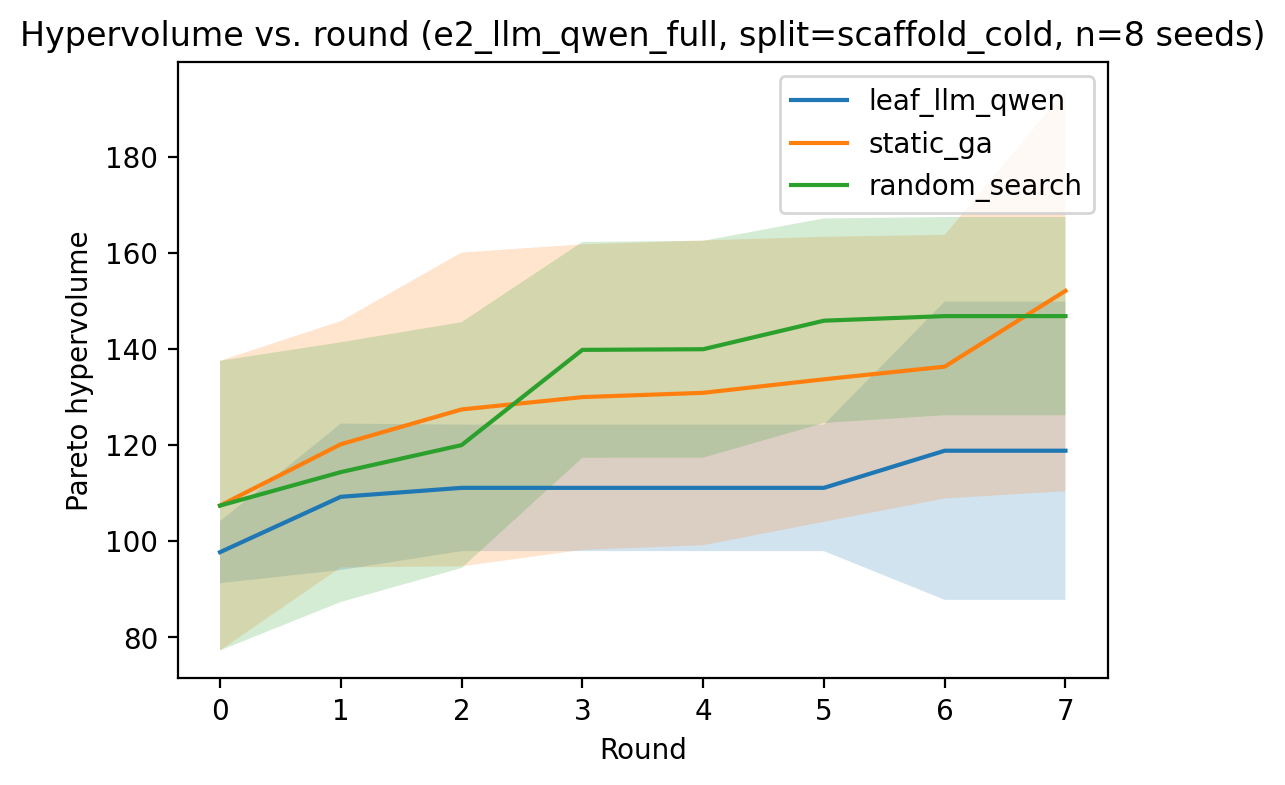 Hypervolume vs. round (e2_llm_qwen_full, split=scaffold_cold, n=8 seeds)
leaf_llm_qwen
static_ga
random_search
Pareto hypervolume
180
160
140
120
100
80
0 1 2 3 4 5 6 7
Round